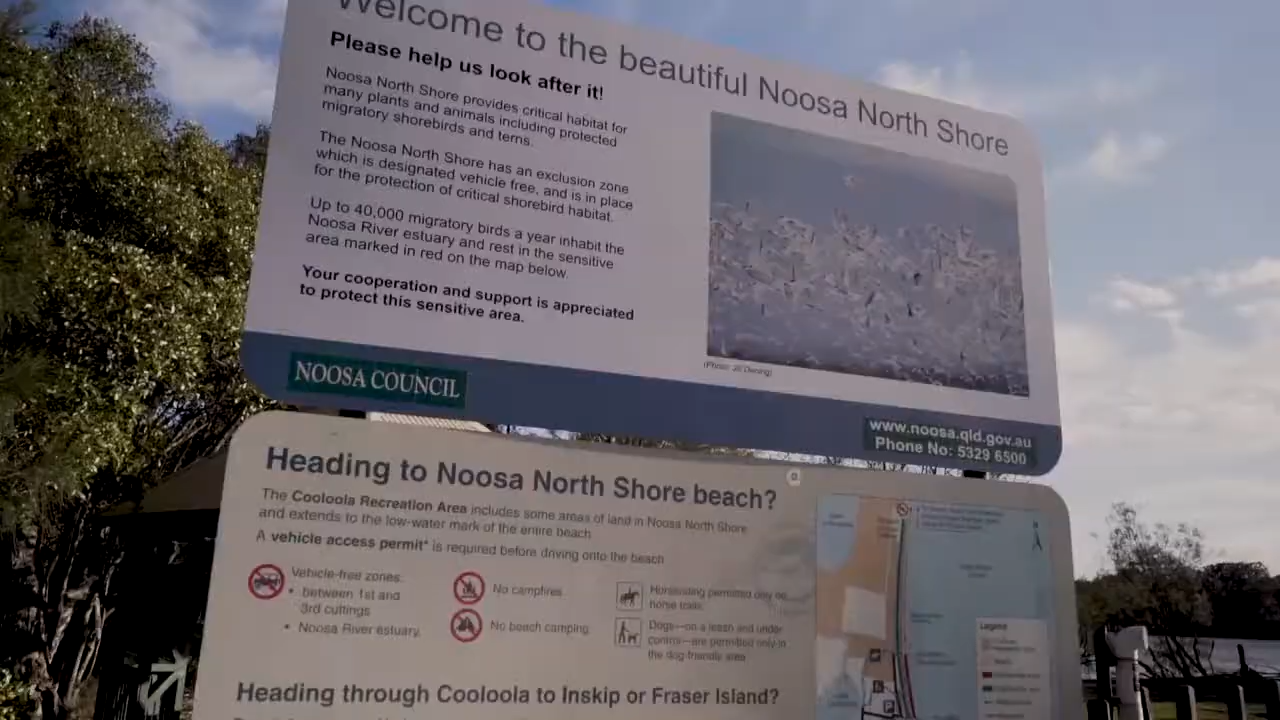 Welcome to the beautiful Noosa North Shore
Please help us look after it!
Noosa North Shore provides critical habitat for
many plants and animals including protected
migratory shorebirds and terns.
The Noosa North Shore has an exclusion zone
which is designated vehicle free, and is in place
for the protection of critical shorebird habitat.
Up to 40,000 migratory birds a year inhabit the
Noosa River estuary and rest in the sensitive
area marked in red on the map below.
Your cooperation and support is appreciated
to protect this sensitive area.
NOOSA COUNCIL
www.noosa.qld.gov.au
Phone No: 5329 6500
Heading to Noosa North Shore beach?
The Cooloola Recreation Area includes some areas of land in Noosa North Shore
and extends to the low-water mark of the entire beach.
A vehicle access permit* is required before driving onto the beach.
Vehicle-free zones:
• between 1st and
3rd cuttings
• Noosa River estuary.
No campfires.
No beach camping.
Horseriding permitted only on
horse trails.
Dogs—on a leash and under
control—are permitted only in
the dog-friendly area.
Legend
Heading through Cooloola to Inskip or Fraser Island?